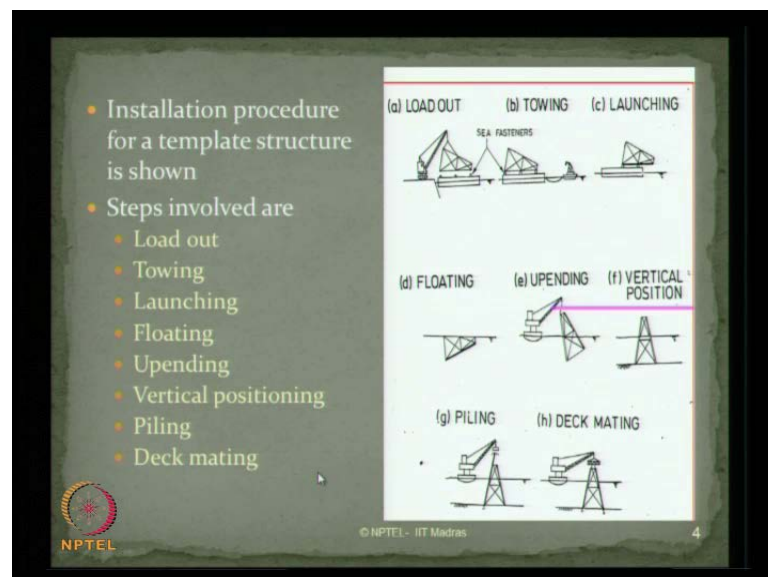 Installation procedure
for a template structure
is shown
Steps involved are
Load out
Towing
Launching
Floating
Upending
Vertical positioning
Piling
Deck mating
(a) LOAD OUT
(b) TOWING
(c) LAUNCHING
SEA FASTENERS
(d) FLOATING
(e) UPENDING
(f) VERTICAL
POSITION
(g) PILING
(h) DECK MATING
NPTEL
© NPTEL- IIT Madras
4